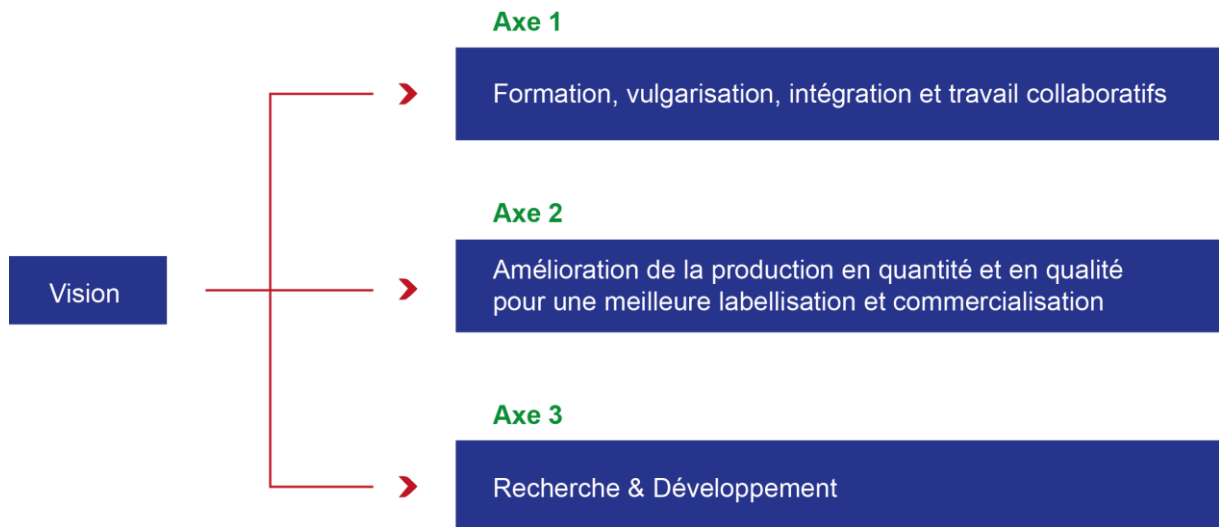 Axe 1
Formation, vulgarisation, intégration et travail collaboratifs
Axe 2
Amélioration de la production en quantité et en qualité
pour une meilleure labellisation et commercialisation
Vision
Axe 3
Recherche & Développement